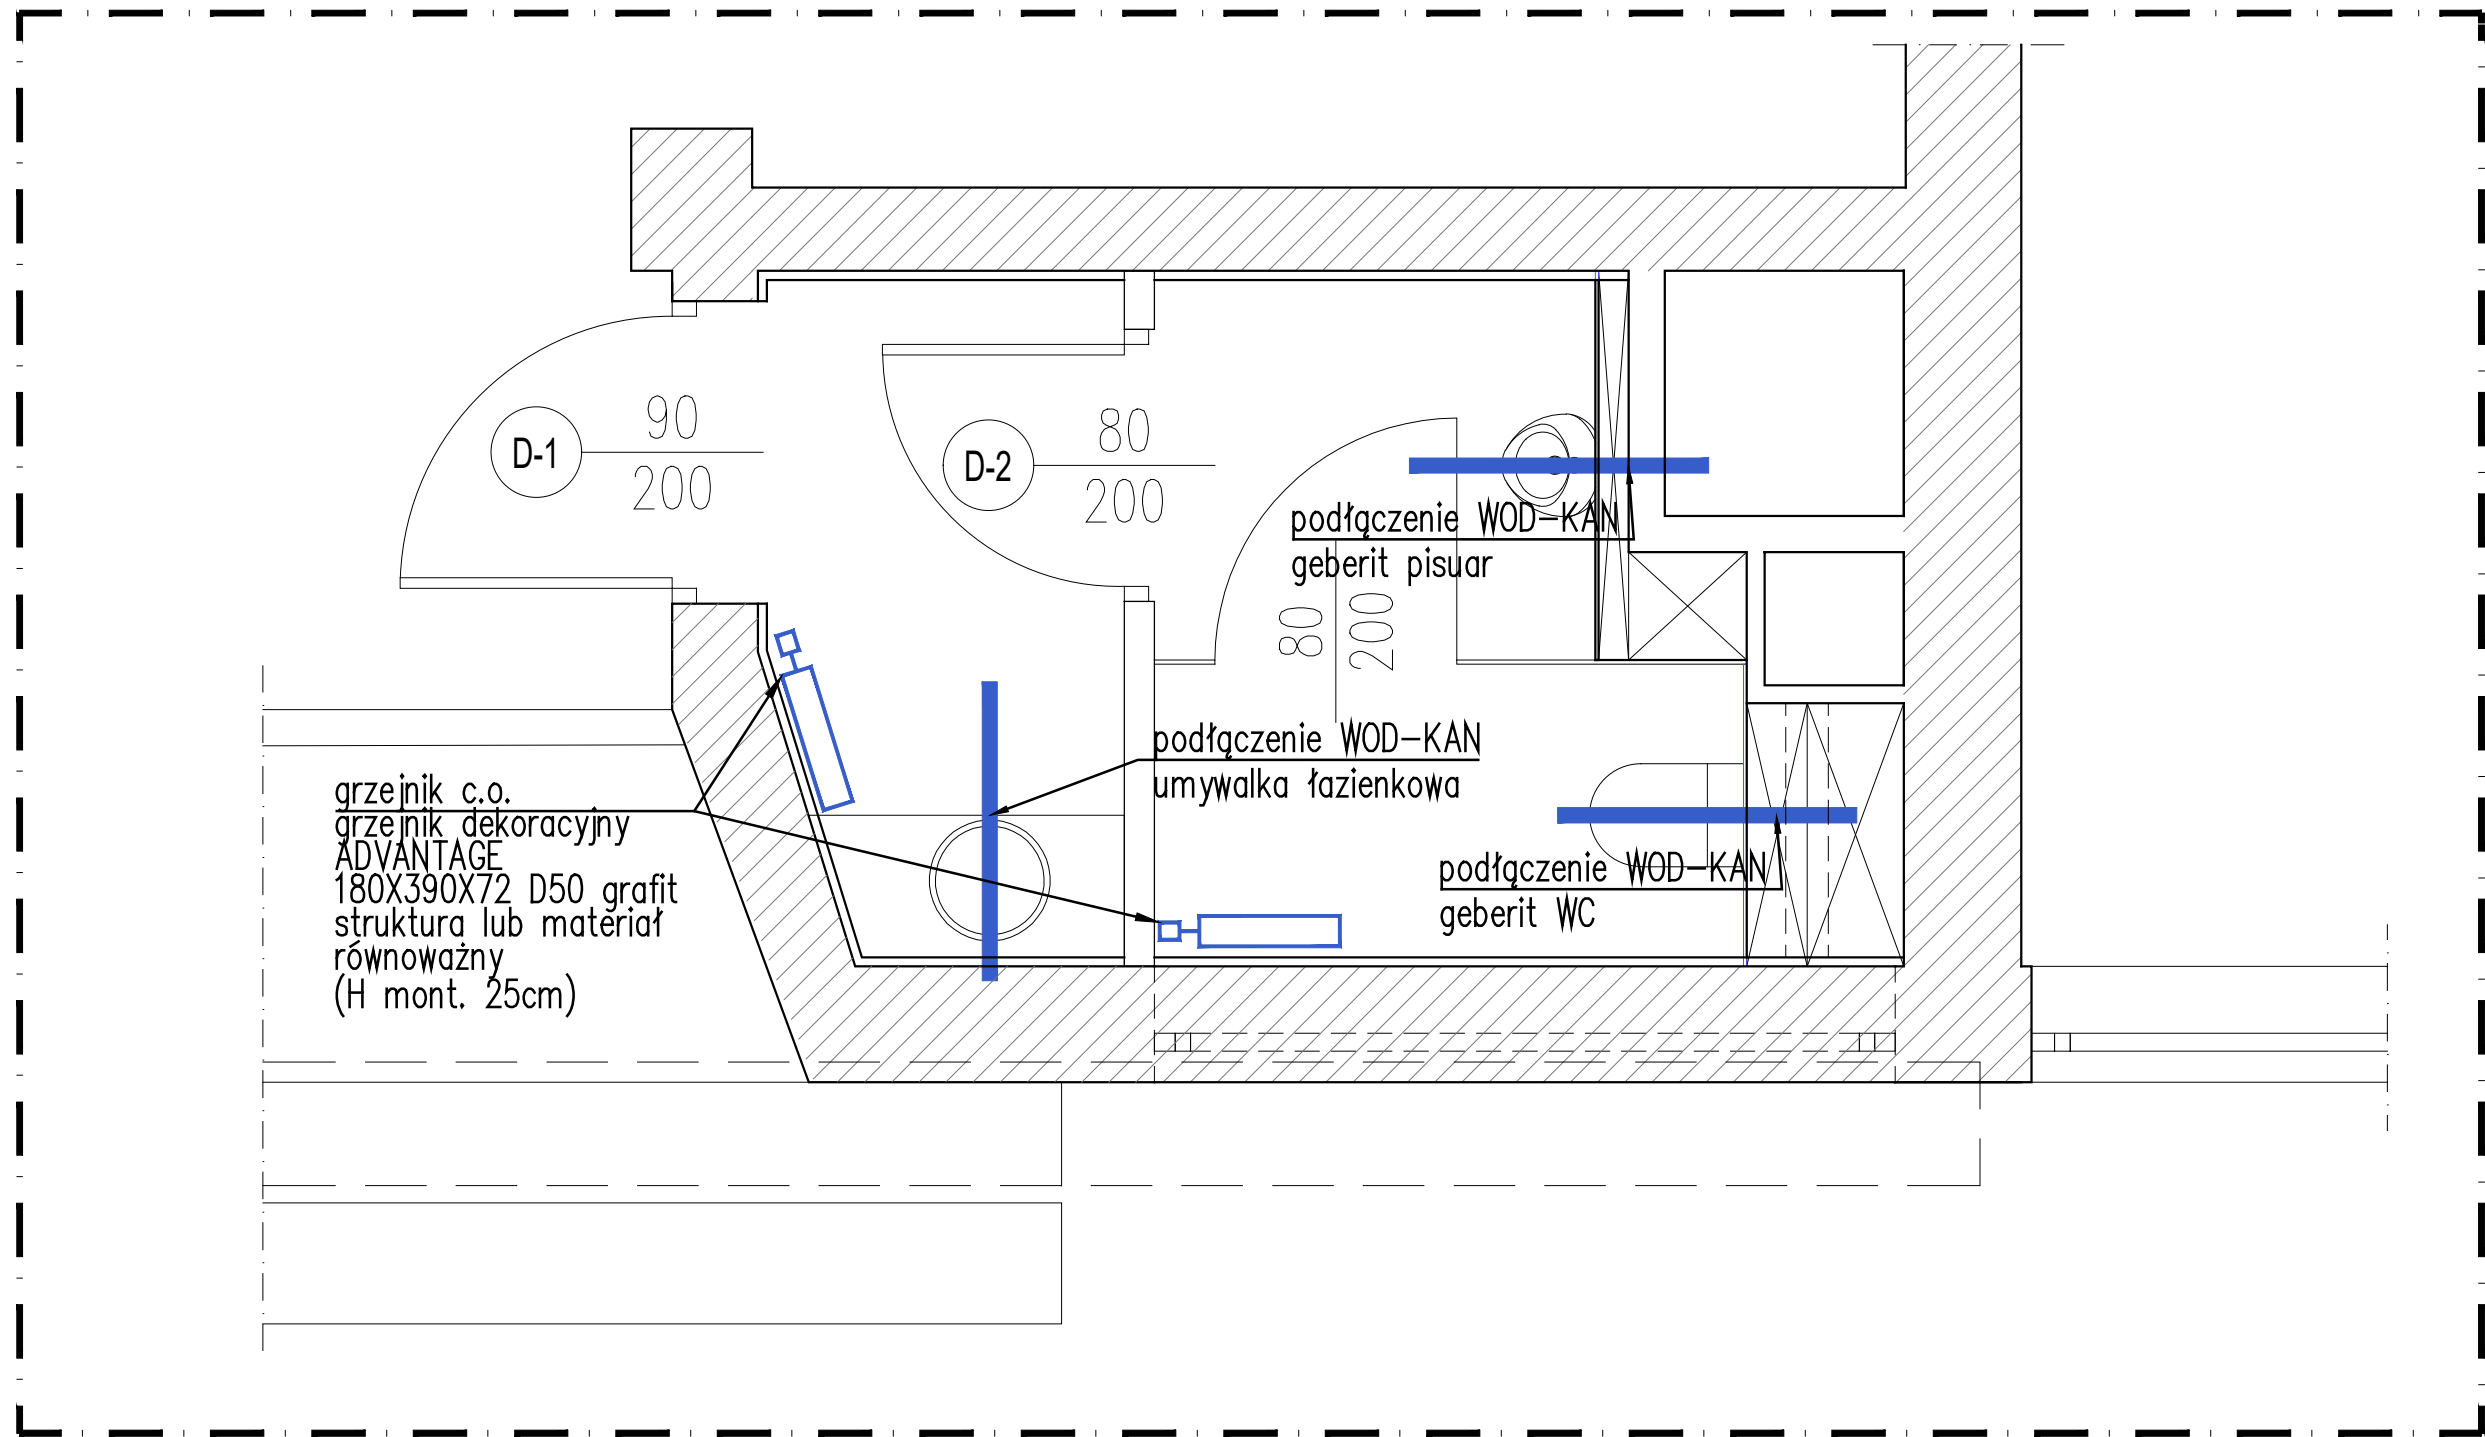 D-1
90
200
D-2
80
200
podłączenie WOD-KAN
geberit pisuar
80
200
podłączenie WOD-KAN
umywalka łazienkowa
grzejnik c.o.
grzejnik dekoracyjny
ADVANTAGE
180X390X72 D50 grafit
struktura lub materiał
równoważny
(H mont. 25cm)
podłączenie WOD-KAN
geberit WC